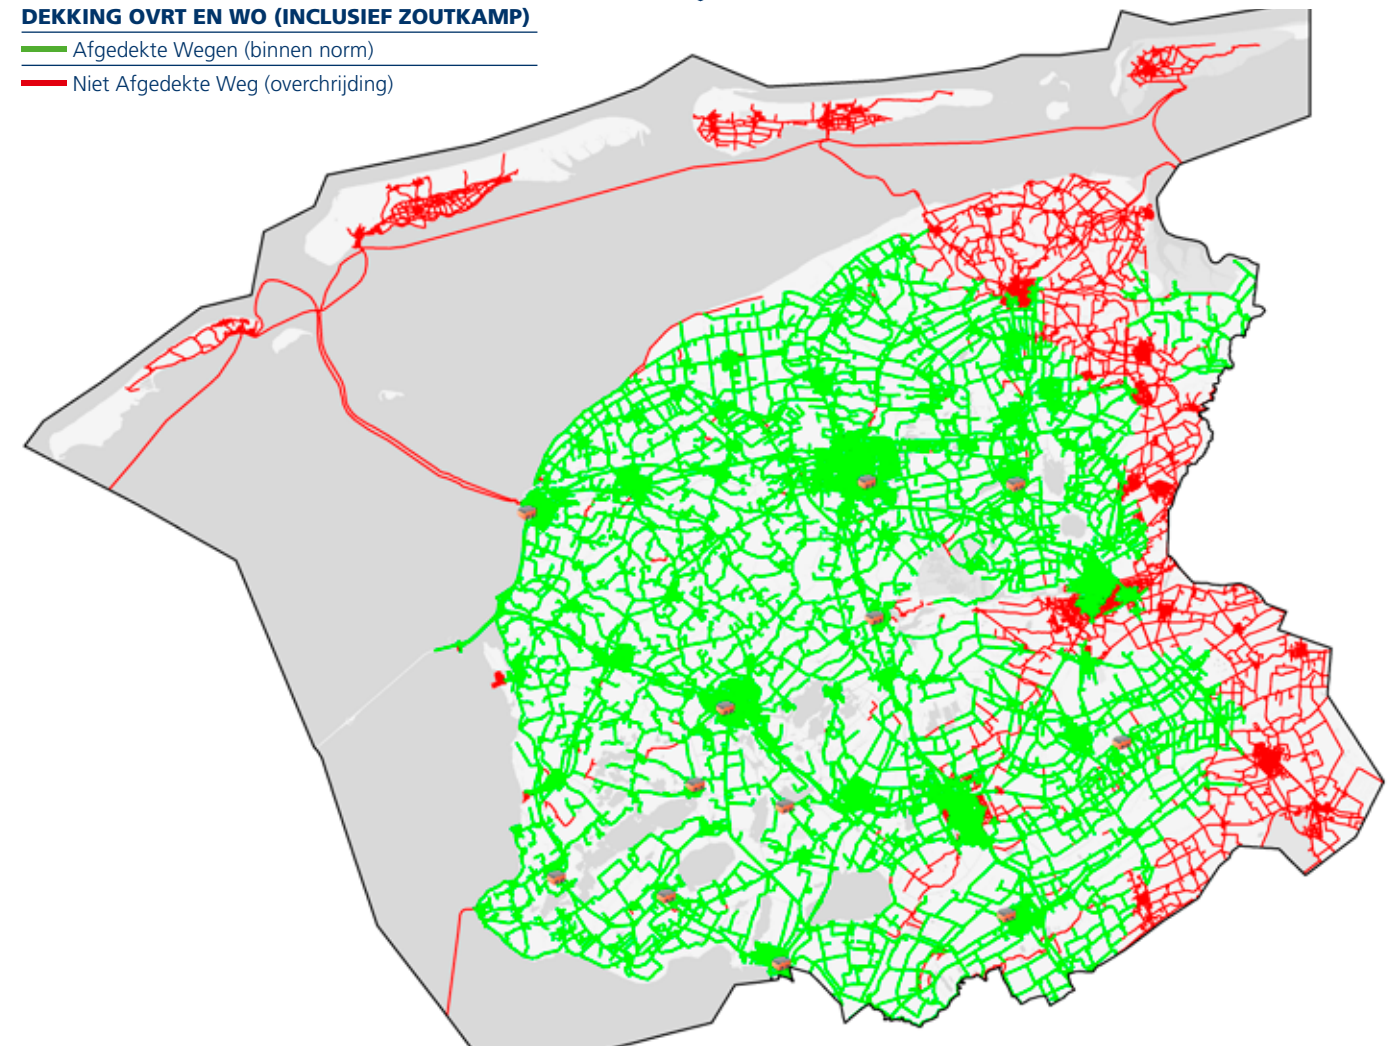 DEKKING OVRT EN WO (INCLUSIEF ZOUTKAMP)
Afgedekte Wegen (binnen norm)
Niet Afgedekte Weg (overchrijding)